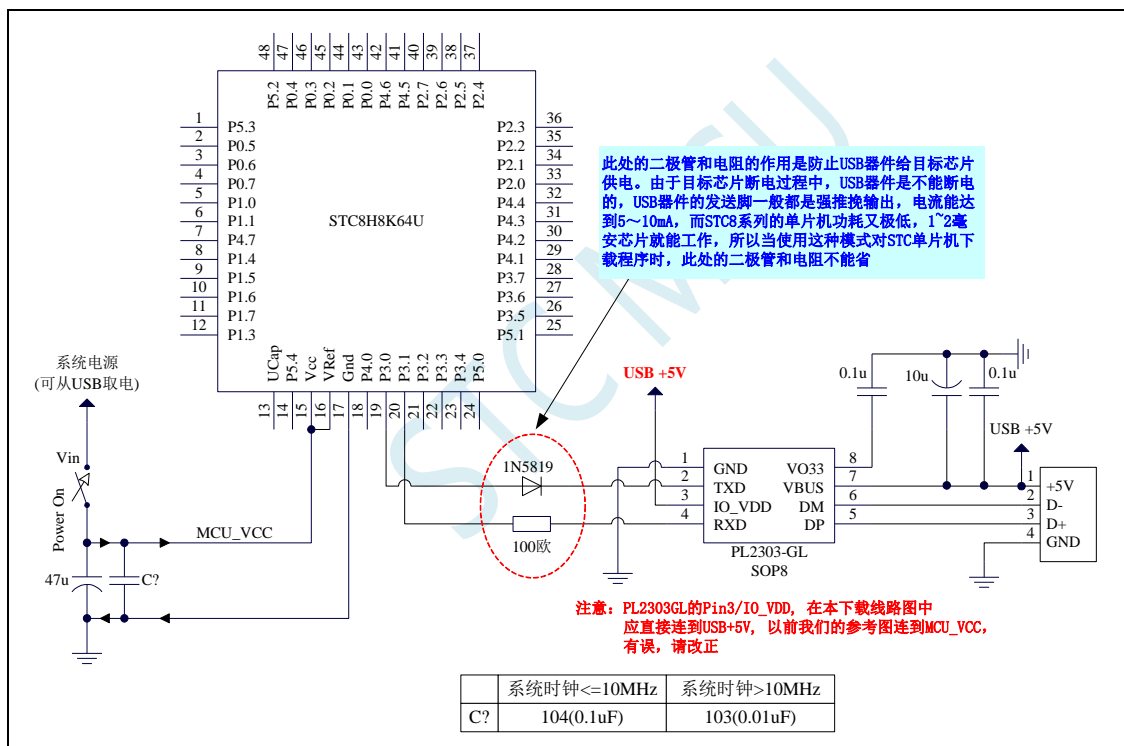 48 47 46 45 44 43 42 41 40 39 38 37
P5.2 P0.4 P0.3 P0.2 P0.1 P0.0 P4.6 P4.5 P2.7 P2.6 P2.5 P2.4
1 P5.3
2 P0.5
3 P0.6
4 P0.7
5 P1.0
6 P1.1
7 P4.7
8 P1.4
9 P1.5
10 P1.6
11 P1.7
12 P1.3
STC8H8K64U
P2.3 36
P2.2 35
P2.1 34
P2.0 33
P4.4 32
P4.3 31
P4.2 30
P4.1 29
P3.7 28
P3.6 27
P3.5 26
P5.1 25
UCap P5.4 Vcc VRef Gnd P4.0 P3.0 P3.1 P3.2 P3.3 P3.4 P5.0
13 14 15 16 17 18 19 20 21 22 23 24
STC MCU
此处的二极管和电阻的作用是防止USB器件给目标芯片
供电。由于目标芯片断电过程中，USB器件是不能断电
的，USB器件的发送脚一般都是强推挽输出，电流能达
到5～10mA，而STC8系列的单片机功耗又极低，1~2毫
安芯片就能工作，所以当使用这种模式对STC单片机下
载程序时，此处的二极管和电阻不能省
系统电源
(可从USB取电)
Vin
Power On
MCU_VCC
47u
C?
1N5819
100欧
USB +5V
0.1u
10u
0.1u
USB +5V
1 GND
2 TXD
3 IO_VDD
4 RXD
VO33 8
VBUS 7
DM 6
DP 5
PL2303-GL
SOP8
1 +5V
2 D-
3 D+
4 GND
注意：PL2303GL的Pin3/IO_VDD, 在本下载线路图中
应直接连到USB+5V, 以前我们的参考图连到MCU_VCC,
有误，请改正
系统时钟<=10MHz 系统时钟>10MHz
C? 104(0.1uF) 103(0.01uF)